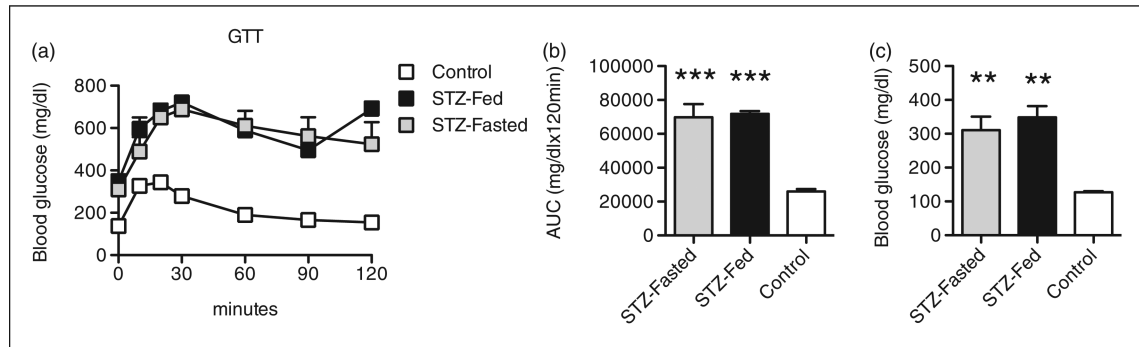 (a)
GTT
Control
STZ-Fed
STZ-Fasted
Blood glucose (mg/dl)
800
600
400
200
0
0 30 60 90 120
minutes
(b)
AUC (mg/dlx120min)
100000
80000
60000
40000
20000
0
*** ***
STZ-Fasted
STZ-Fed
Control
(c)
Blood glucose (mg/dl)
500
400
300
200
100
0
** **
STZ-Fasted
STZ-Fed
Control